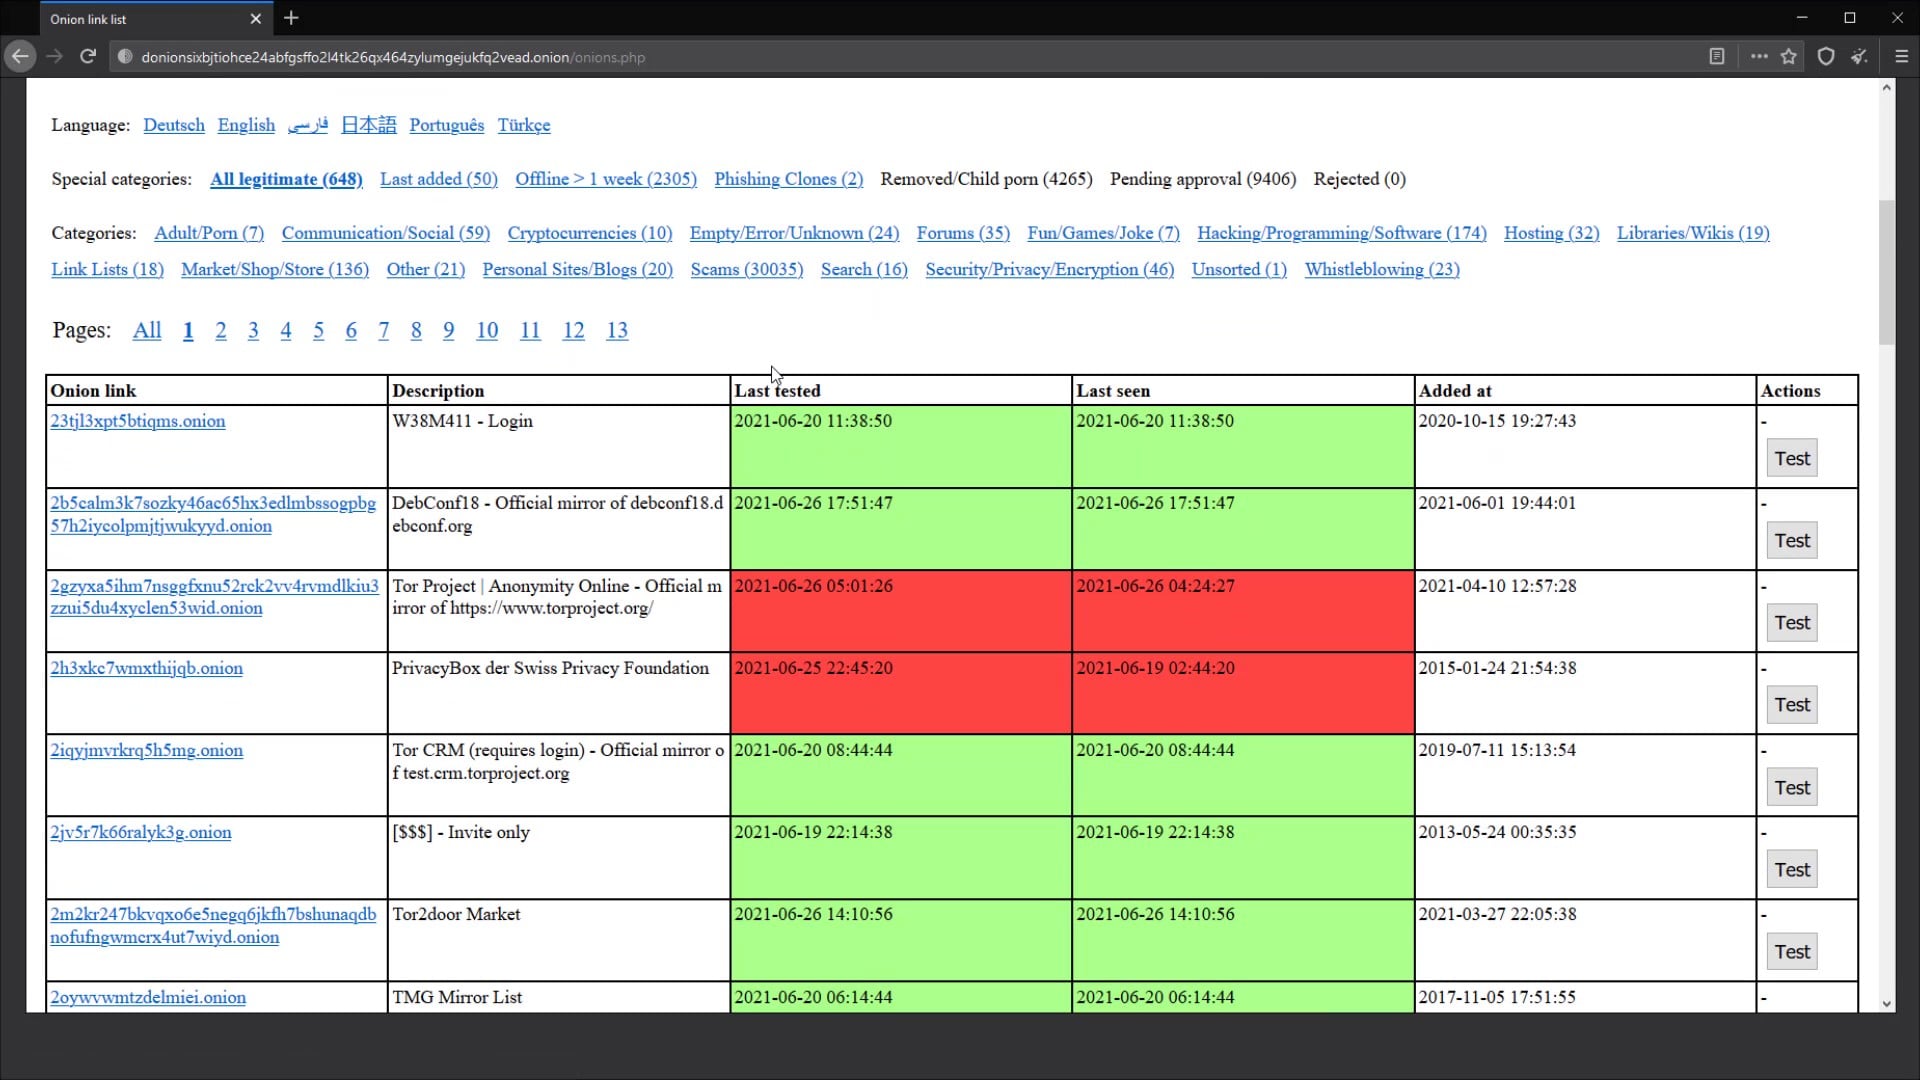 Onion link list
donionsixbjtiohce24abfgsffo2l4tk26qx464zylumgejukfq2vead.onion/onions.php
Language: Deutsch English فارسی 日本語 Português Türkçe
Special categories: All legitimate (648) Last added (50) Offline > 1 week (2305) Phishing Clones (2) Removed/Child porn (4265) Pending approval (9406) Rejected (0)
Categories: Adult/Porn (7) Communication/Social (59) Cryptocurrencies (10) Empty/Error/Unknown (24) Forums (35) Fun/Games/Joke (7) Hacking/Programming/Software (174) Hosting (32) Libraries/Wikis (19)
Link Lists (18) Market/Shop/Store (136) Other (21) Personal Sites/Blogs (20) Scams (30035) Search (16) Security/Privacy/Encryption (46) Unsorted (1) Whistleblowing (23)
Pages: All 1 2 3 4 5 6 7 8 9 10 11 12 13
Onion link Description Last tested Last seen Added at Actions
23tjl3xpt5btiqms.onion W38M411 - Login 2021-06-20 11:38:50 2021-06-20 11:38:50 2020-10-15 19:27:43 -
Test
2b5calm3k7sozky46ac65hx3edlmbssogpbg DebConf18 - Official mirror of debconf18.d 2021-06-26 17:51:47 2021-06-26 17:51:47 2021-06-01 19:44:01 -
57h2iycolpmjtjwukyyd.onion ebconf.org
Test
2gzyxa5ihm7nsggfxnu52rck2vv4rvmdlkiu3 Tor Project | Anonymity Online - Official m 2021-06-26 05:01:26 2021-06-26 04:24:27 2021-04-10 12:57:28 -
zzui5du4xyclen53wid.onion irror of https://www.torproject.org/
Test
2h3xkc7wmxthijqb.onion PrivacyBox der Swiss Privacy Foundation 2021-06-25 22:45:20 2021-06-19 02:44:20 2015-01-24 21:54:38 -
Test
2iqyjmvrkrq5h5mg.onion Tor CRM (requires login) - Official mirror o 2021-06-20 08:44:44 2021-06-20 08:44:44 2019-07-11 15:13:54 -
f test.crm.torproject.org
Test
2jv5r7k66ralyk3g.onion [$$$] - Invite only 2021-06-19 22:14:38 2021-06-19 22:14:38 2013-05-24 00:35:35 -
Test
2m2kr247bkvqxo6e5negq6jkfh7bshunaqdb Tor2door Market 2021-06-26 14:10:56 2021-06-26 14:10:56 2021-03-27 22:05:38 -
nofufngwmcrx4ut7wiyd.onion
Test
2oywvwmtzdelmiei.onion TMG Mirror List 2021-06-20 06:14:44 2021-06-20 06:14:44 2017-11-05 17:51:55 -